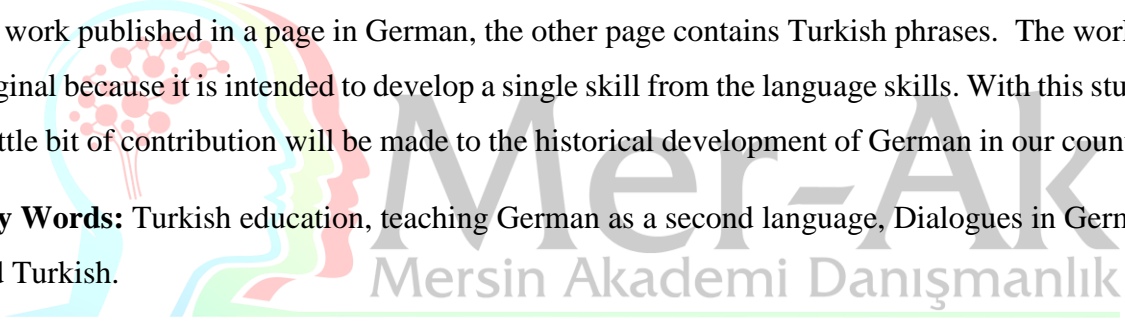 work published in a page in German, the other page contains Turkish phrases. The work
ginal because it is intended to develop a single skill from the language skills. With this stu
ttle bit of contribution will be made to the historical development of German in our coun
y Words: Turkish education, teaching German as a second language, Dialogues in Germ
d Turkish.
Mer-Ak
Mersin Akademi Danışmanlık